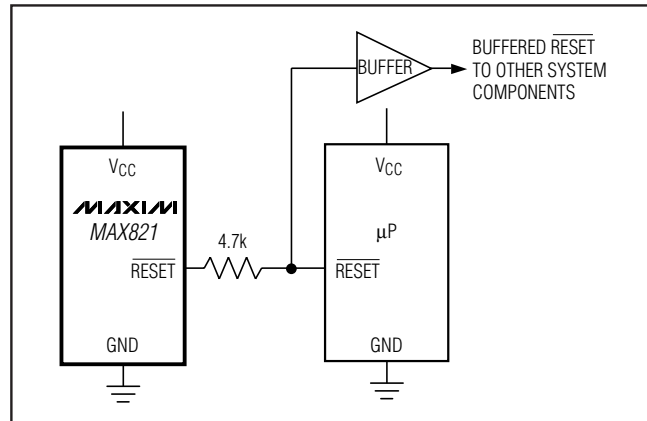 BUFFER
BUFFERED RESET
TO OTHER SYSTEM
COMPONENTS
VCC
MAXIM
MAX821
RESET
GND
4.7k
VCC
μP
RESET
GND